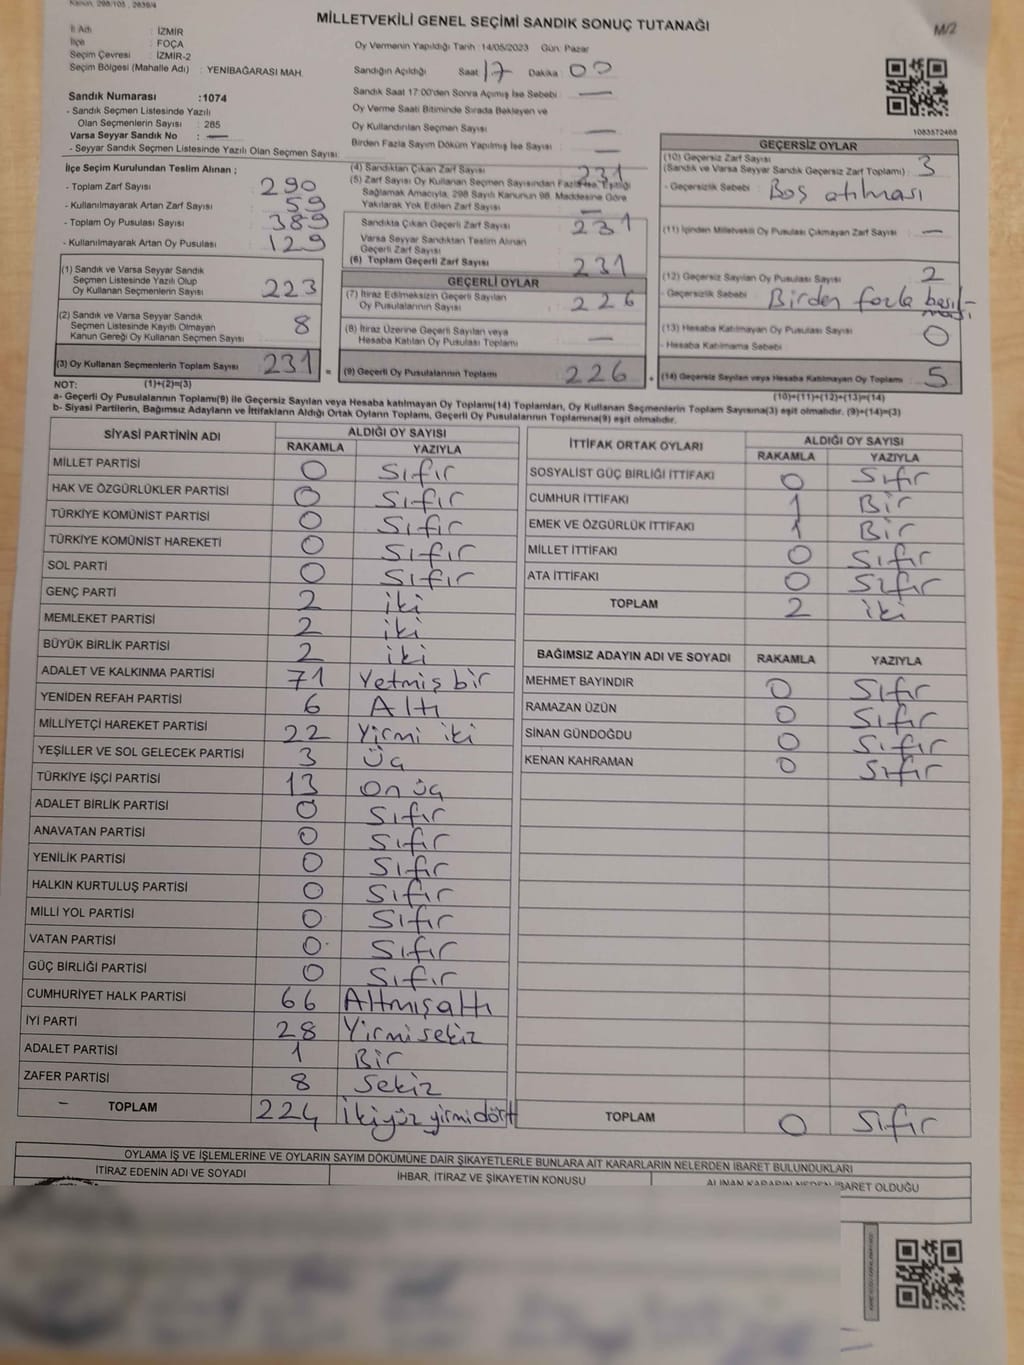 Kanun, 298/105, 2839/4
MİLLETVEKİLİ GENEL SEÇİMİ SANDIK SONUÇ TUTANAĞI
M/2
İl Adı : İZMİR
İlçe : FOÇA
Seçim Çevresi : İZMİR-2
Seçim Bölgesi (Mahalle Adı) : YENİBAĞARASI MAH.
Oy Vermenin Yapıldığı Tarih :14/05/2023 Gün: Pazar
Sandığın Açıldığı Saat 17 Dakika : 00
Sandık Saat 17:00'den Sonra Açımış İse Sebebi : —
Oy Verme Saati Bitiminde Sırada Bekleyen ve
Oy Kullandırılan Seçmen Sayısı : —
Birden Fazla Sayım Döküm Yapılmış İse Sayısı : —
Sandık Numarası :1074
- Sandık Seçmen Listesinde Yazılı
Olan Seçmenlerin Sayısı : 285
Varsa Seyyar Sandık No : —
- Seyyar Sandık Seçmen Listesinde Yazılı Olan Seçmen Sayısı:
1083572468
İlçe Seçim Kurulundan Teslim Alınan ;
- Toplam Zarf Sayısı : 290
- Kullanılmayarak Artan Zarf Sayısı : 59
- Toplam Oy Pusulası Sayısı : 389
- Kullanılmayarak Artan Oy Pusulası : 129
(1) Sandık ve Varsa Seyyar Sandık
Seçmen Listesinde Yazılı Olup
Oy Kullanan Seçmenlerin Sayısı : 223
(2) Sandık ve Varsa Seyyar Sandık
Seçmen Listesinde Kayıtlı Olmayan
Kanun Gereği Oy Kullanan Seçmen Sayısı : 8
(3) Oy Kullanan Seçmenlerin Toplam Sayısı : 231 =
(4) Sandıktan Çıkan Zarf Sayısı : 231
(5) Zarf Sayısı Oy Kullanan Seçmen Sayısından Fazla İse, Eşitliği
Sağlamak Amacıyla, 298 Sayılı Kanunun 98. Maddesine Göre
Yakılarak Yok Edilen Zarf Sayısı : —
Sandıkta Çıkan Geçerli Zarf Sayısı : 231
Varsa Seyyar Sandıktan Teslim Alınan
Geçerli Zarf Sayısı
(6) Toplam Geçerli Zarf Sayısı : 231
GEÇERLİ OYLAR
(7) İtiraz Edilmeksizin Geçerli Sayılan
Oy Pusulalarının Sayısı : 226
(8) İtiraz Üzerine Geçerli Sayılan veya
Hesaba Katılan Oy Pusulası Toplamı : —
(9) Geçerli Oy Pusulalarının Toplamı : 226 +
GEÇERSİZ OYLAR
(10) Geçersiz Zarf Sayısı
(Sandık ve Varsa Seyyar Sandık Geçersiz Zarf Toplamı) : 3
- Geçersizlik Sebebi : Boş atılması
(11) İçinden Milletvekili Oy Pusulası Çıkmayan Zarf Sayısı : —
(12) Geçersiz Sayılan Oy Pusulası Sayısı : 2
- Geçersizlik Sebebi : Birden fazla basılması
(13) Hesaba Katılmayan Oy Pusulası Sayısı : 0
- Hesaba Katılmama Sebebi
(14) Geçersiz Sayılan veya Hesaba Katılmayan Oy Toplamı : 5
NOT: (1)+(2)=(3)
(10)+(11)+(12)+(13)=(14)
a- Geçerli Oy Pusulalarının Toplamı(9) ile Geçersiz Sayılan veya Hesaba katılmayan Oy Toplamı(14) Toplamları, Oy Kullanan Seçmenlerin Toplam Sayısına(3) eşit olmalıdır. (9)+(14)=(3)
b- Siyasi Partilerin, Bağımsız Adayların ve İttifakların Aldığı Ortak Oyların Toplamı, Geçerli Oy Pusulalarının Toplamına(9) eşit olmalıdır.
SİYASİ PARTİNİN ADI ALDIĞI OY SAYISI
RAKAMLA YAZIYLA
MİLLET PARTİSİ 0 Sıfır
HAK VE ÖZGÜRLÜKLER PARTİSİ 0 Sıfır
TÜRKİYE KOMÜNİST PARTİSİ 0 Sıfır
TÜRKİYE KOMÜNİST HAREKETİ 0 Sıfır
SOL PARTİ 0 Sıfır
GENÇ PARTİ 2 iki
MEMLEKET PARTİSİ 2 iki
BÜYÜK BİRLİK PARTİSİ 2 iki
ADALET VE KALKINMA PARTİSİ 71 Yetmiş bir
YENİDEN REFAH PARTİSİ 6 Altı
MİLLİYETÇİ HAREKET PARTİSİ 22 Yirmi iki
YEŞİLLER VE SOL GELECEK PARTİSİ 3 Üç
TÜRKİYE İŞÇİ PARTİSİ 13 On üç
ADALET BİRLİK PARTİSİ 0 Sıfır
ANAVATAN PARTİSİ 0 Sıfır
YENİLİK PARTİSİ 0 Sıfır
HALKIN KURTULUŞ PARTİSİ 0 Sıfır
MİLLİ YOL PARTİSİ 0 Sıfır
VATAN PARTİSİ 0 Sıfır
GÜÇ BİRLİĞİ PARTİSİ 0 Sıfır
CUMHURİYET HALK PARTİSİ 66 Altmışaltı
İYİ PARTİ 28 Yirmisekiz
ADALET PARTİSİ 1 Bir
ZAFER PARTİSİ 8 Sekiz
TOPLAM 224 İkiyüz yirmidört
İTTİFAK ORTAK OYLARI ALDIĞI OY SAYISI
RAKAMLA YAZIYLA
SOSYALİST GÜÇ BİRLİĞİ İTTİFAKI 0 Sıfır
CUMHUR İTTİFAKI 1 Bir
EMEK VE ÖZGÜRLÜK İTTİFAKI 1 Bir
MİLLET İTTİFAKI 0 Sıfır
ATA İTTİFAKI 0 Sıfır
TOPLAM 2 iki
BAĞIMSIZ ADAYIN ADI VE SOYADI RAKAMLA YAZIYLA
MEHMET BAYINDIR 0 Sıfır
RAMAZAN ÜZÜN 0 Sıfır
SİNAN GÜNDOĞDU 0 Sıfır
KENAN KAHRAMAN 0 Sıfır
TOPLAM 0 Sıfır
OYLAMA İŞ VE İŞLEMLERİNE VE OYLARIN SAYIM DÖKÜMÜNE DAİR ŞİKAYETLERLE BUNLARA AİT KARARLARIN NELERDEN İBARET BULUNDUKLARI
İTİRAZ EDENİN ADI VE SOYADI
İHBAR, İTİRAZ VE ŞİKAYETİN KONUSU
ALINAN KARARIN NEDEN İBARET OLDUĞU